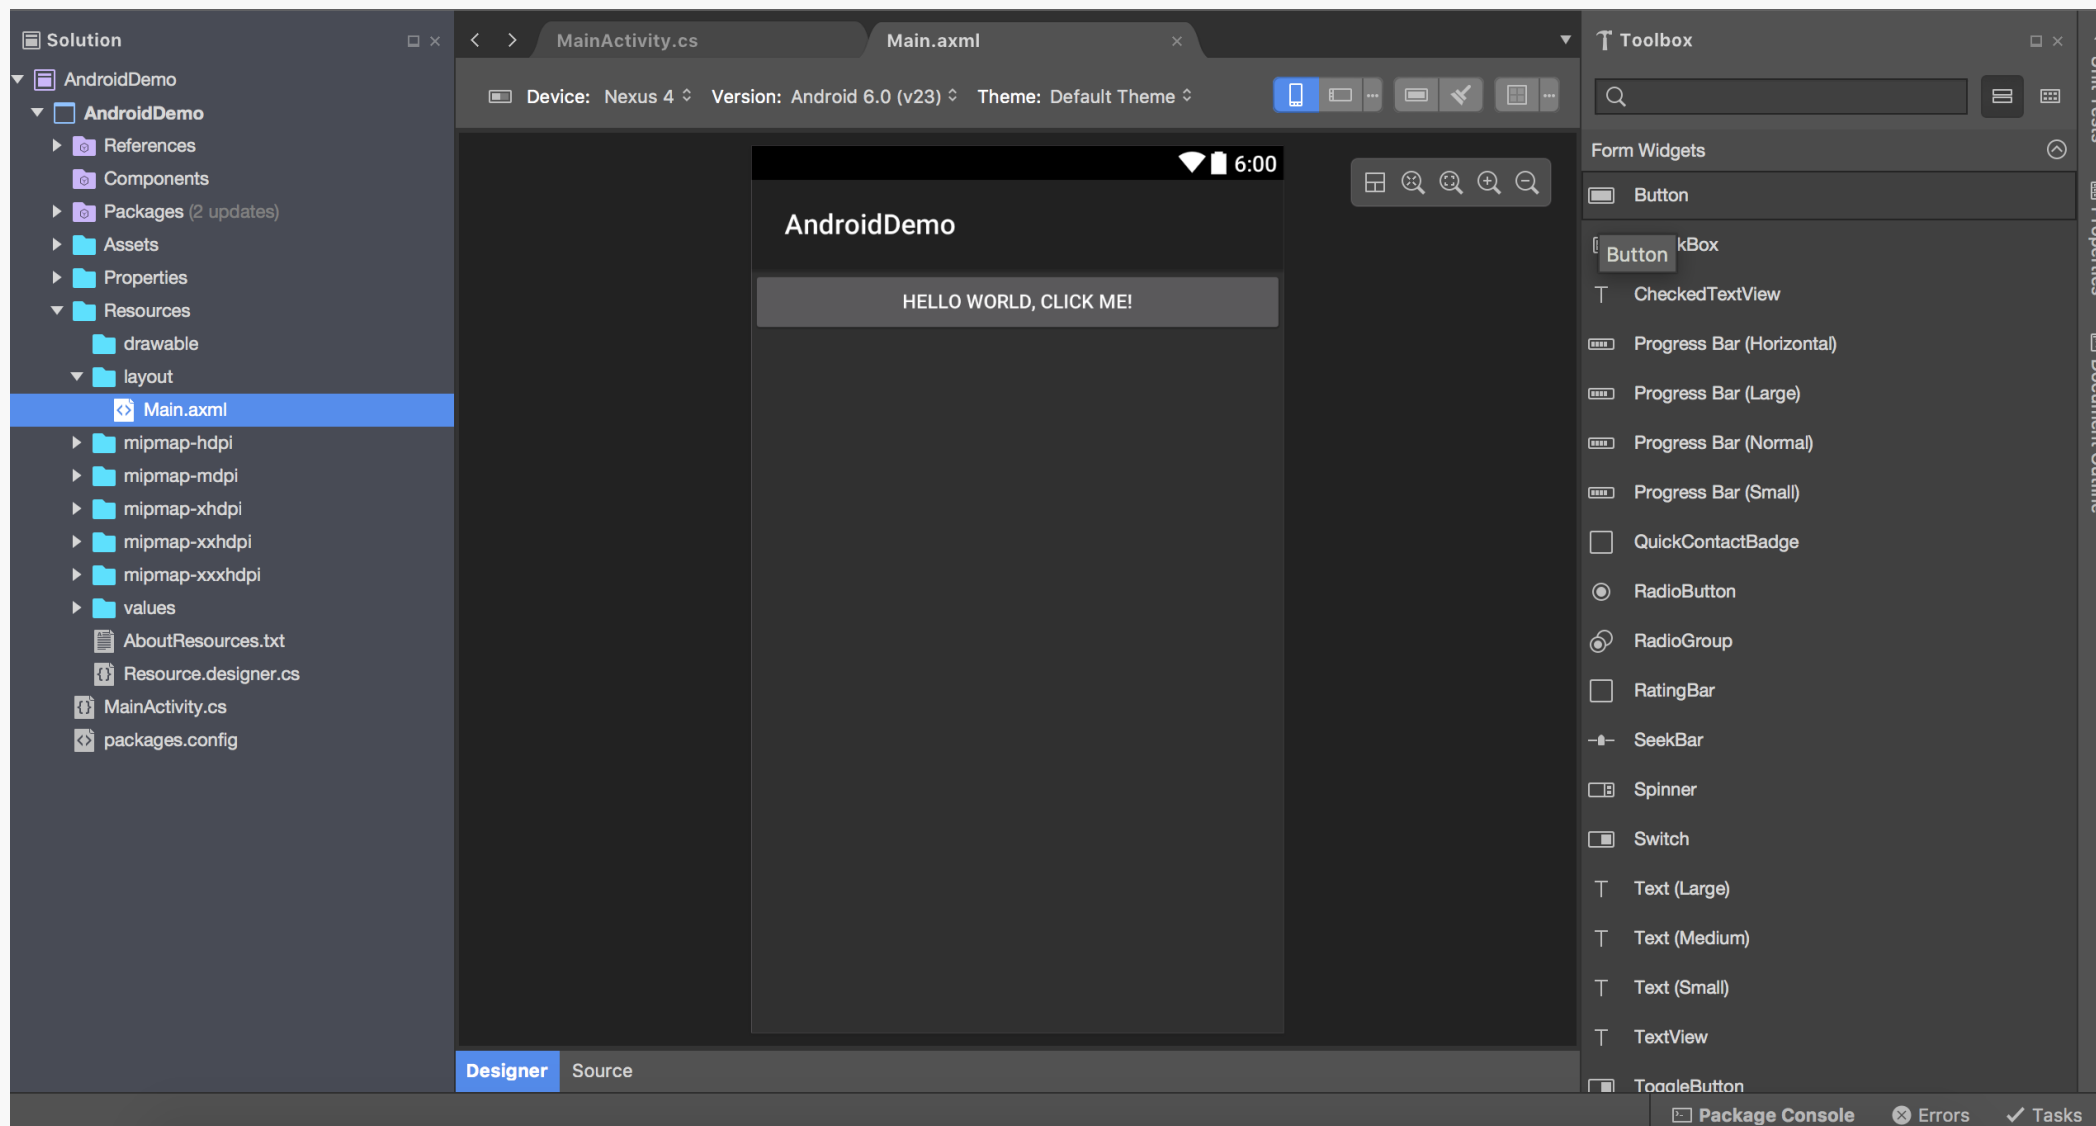 Solution
AndroidDemo
AndroidDemo
References
Components
Packages (2 updates)
Assets
Properties
Resources
drawable
layout
Main.axml
mipmap-hdpi
mipmap-mdpi
mipmap-xhdpi
mipmap-xxhdpi
mipmap-xxxhdpi
values
AboutResources.txt
Resource.designer.cs
MainActivity.cs
packages.config
MainActivity.cs
Main.axml
Device: Nexus 4 Version: Android 6.0 (v23) Theme: Default Theme
6:00
AndroidDemo
HELLO WORLD, CLICK ME!
Designer Source
Toolbox
Form Widgets
Button
kBox
Button
CheckedTextView
Progress Bar (Horizontal)
Progress Bar (Large)
Progress Bar (Normal)
Progress Bar (Small)
QuickContactBadge
RadioButton
RadioGroup
RatingBar
SeekBar
Spinner
Switch
Text (Large)
Text (Medium)
Text (Small)
TextView
ToggleButton
Package Console Errors Tasks